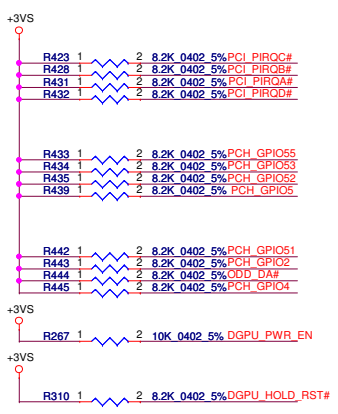 +3VS
R423 1 2 8.2K_0402_5% PCI_PIRQC#
R428 1 2 8.2K_0402_5% PCI_PIRQB#
R431 1 2 8.2K_0402_5% PCI_PIRQA#
R432 1 2 8.2K_0402_5% PCI_PIRQD#
R433 1 2 8.2K_0402_5% PCH_GPIO55
R434 1 2 8.2K_0402_5% PCH_GPIO53
R435 1 2 8.2K_0402_5% PCH_GPIO52
R439 1 2 8.2K_0402_5% PCH_GPIO5
R442 1 2 8.2K_0402_5% PCH_GPIO51
R443 1 2 8.2K_0402_5% PCH_GPIO2
R444 1 2 8.2K_0402_5% ODD_DA#
R445 1 2 8.2K_0402_5% PCH_GPIO4
+3VS
R267 1 2 10K_0402_5% DGPU_PWR_EN
+3VS
R310 1 2 8.2K_0402_5% DGPU_HOLD_RST#